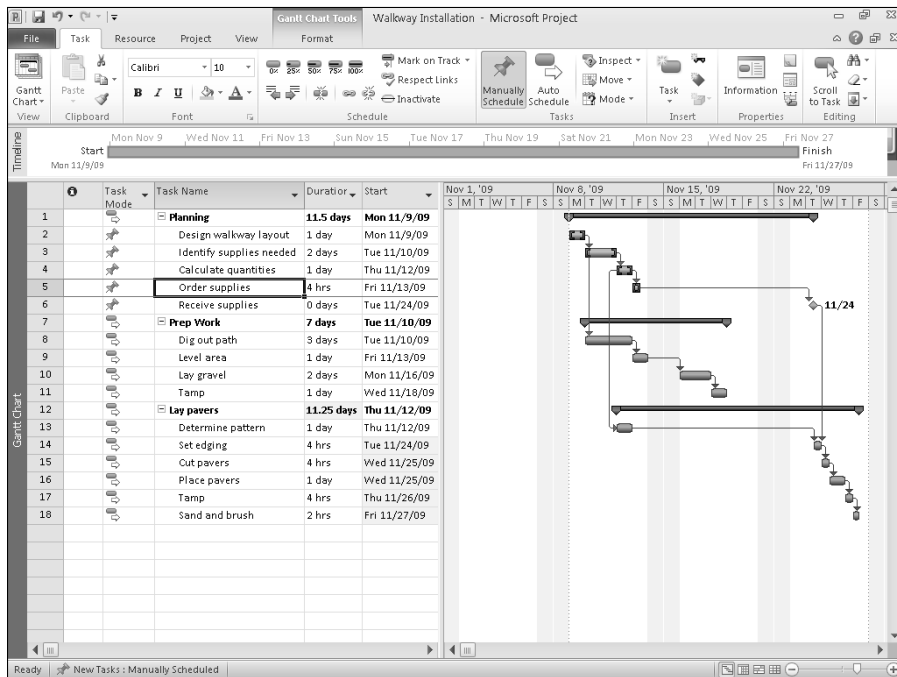 Gantt Chart Tools Walkway Installation - Microsoft Project
File Task Resource Project View Format
Gantt Chart
View
Paste
Clipboard
Calibri 10
B I U A
Font
0% 25% 50% 75% 100%
Mark on Track
Respect Links
Inactivate
Schedule
Manually Schedule
Auto Schedule
Inspect
Move
Mode
Tasks
Task
Insert
Information
Properties
Scroll to Task
Editing
Timeline
Mon Nov 9 Wed Nov 11 Fri Nov 13 Sun Nov 15 Tue Nov 17 Thu Nov 19 Sat Nov 21 Mon Nov 23 Wed Nov 25 Fri Nov 27
Start
Mon 11/9/09
Finish
Fri 11/27/09
Task Mode Task Name Duration Start
Nov 1, '09 Nov 8, '09 Nov 15, '09 Nov 22, '09
S M T W T F S S M T W T F S S M T W T F S S M T W T F S
1 Planning 11.5 days Mon 11/9/09
2 Design walkway layout 1 day Mon 11/9/09
3 Identify supplies needed 2 days Tue 11/10/09
4 Calculate quantities 1 day Thu 11/12/09
5 Order supplies 4 hrs Fri 11/13/09
6 Receive supplies 0 days Tue 11/24/09 11/24
7 Prep Work 7 days Tue 11/10/09
8 Dig out path 3 days Tue 11/10/09
9 Level area 1 day Fri 11/13/09
10 Lay gravel 2 days Mon 11/16/09
11 Tamp 1 day Wed 11/18/09
12 Lay pavers 11.25 days Thu 11/12/09
13 Determine pattern 1 day Thu 11/12/09
14 Set edging 4 hrs Tue 11/24/09
15 Cut pavers 4 hrs Wed 11/25/09
16 Place pavers 1 day Wed 11/25/09
17 Tamp 4 hrs Thu 11/26/09
18 Sand and brush 2 hrs Fri 11/27/09
Gantt Chart
Ready New Tasks : Manually Scheduled